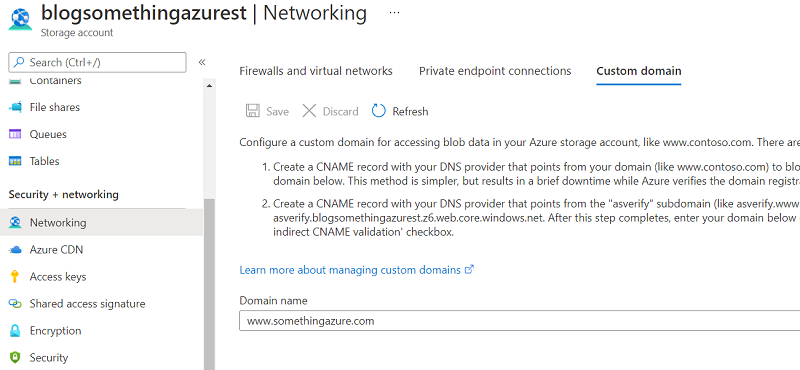 blogsomethingazurest | Networking ...
Storage account
Search (Ctrl+/) «
Containers
File shares
Queues
Tables
Security + networking
Networking
Azure CDN
Access keys
Shared access signature
Encryption
Security
Firewalls and virtual networks Private endpoint connections Custom domain
Save Discard Refresh
Configure a custom domain for accessing blob data in your Azure storage account, like www.contoso.com. There are
1. Create a CNAME record with your DNS provider that points from your domain (like www.contoso.com) to blo
domain below. This method is simpler, but results in a brief downtime while Azure verifies the domain registra
2. Create a CNAME record with your DNS provider that points from the "asverify" subdomain (like asverify.www
asverify.blogsomethingazurest.z6.web.core.windows.net. After this step completes, enter your domain below
indirect CNAME validation' checkbox.
Learn more about managing custom domains
Domain name
www.somethingazure.com